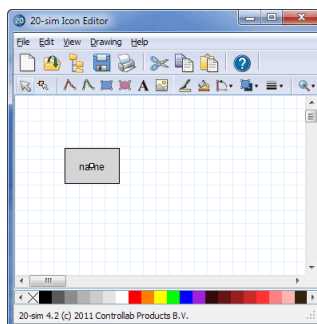 20-sim Icon Editor
File Edit View Drawing Help
A
name
20-sim 4.2 (c) 2011 Controllab Products B.V.